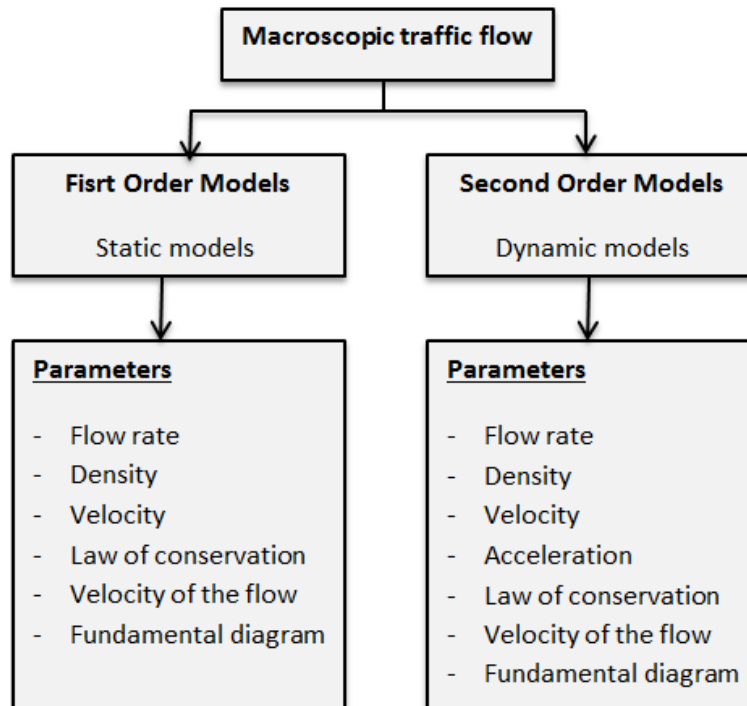 Macroscopic traffic flow
Fisrt Order Models
Static models
Second Order Models
Dynamic models
Parameters
- Flow rate
- Density
- Velocity
- Law of conservation
- Velocity of the flow
- Fundamental diagram
Parameters
- Flow rate
- Density
- Velocity
- Acceleration
- Law of conservation
- Velocity of the flow
- Fundamental diagram